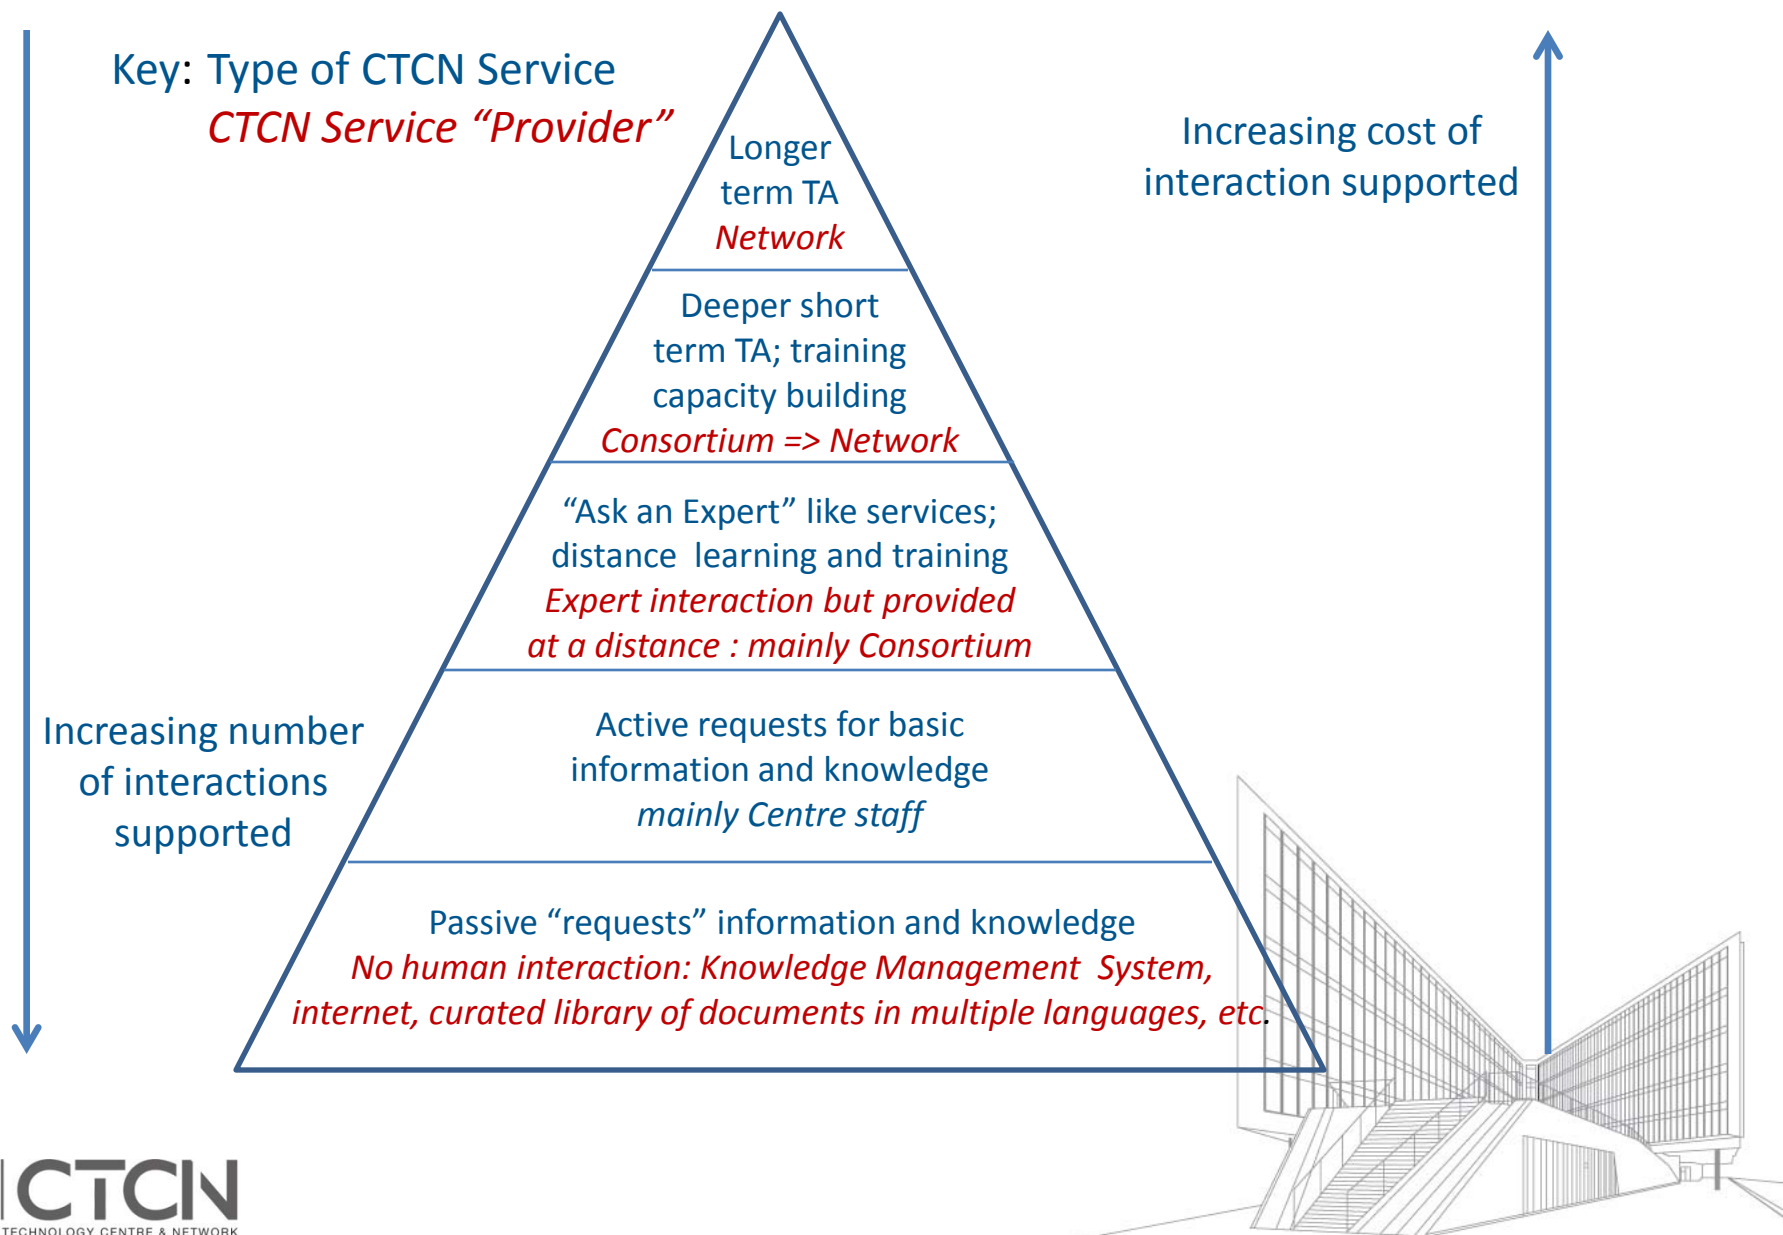 Key: Type of CTCN Service
CTCN Service “Provider”
Longer
term TA
Network
Increasing cost of
interaction supported
Deeper short
term TA; training
capacity building
Consortium => Network
“Ask an Expert” like services;
distance learning and training
Expert interaction but provided
at a distance : mainly Consortium
Increasing number
of interactions
supported
Active requests for basic
information and knowledge
mainly Centre staff
Passive “requests” information and knowledge
No human interaction: Knowledge Management System,
internet, curated library of documents in multiple languages, etc.
CTCN
TECHNOLOGY CENTRE & NETWORK